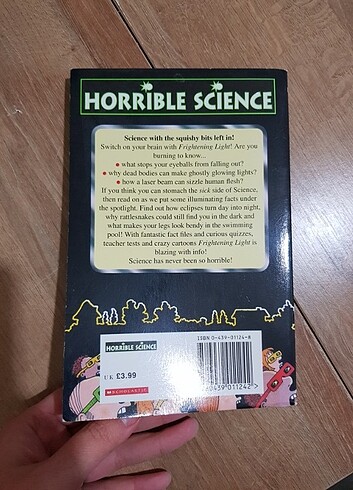 HORRIBLE SCIENCE
Science with the squishy bits left in!
Switch on your brain with Frightening Light! Are you
burning to know...
• what stops your eyeballs from falling out?
• why dead bodies can make ghostly glowing lights?
• how a laser beam can sizzle human flesh?
If you think you can stomach the sick side of Science,
then read on as we put some illuminating facts under
the spotlight. Find out how eclipses turn day into night,
why rattlesnakes could still find you in the dark and
what makes your legs look bendy in the swimming
pool! With fantastic fact files and curious quizzes,
teacher tests and crazy cartoons Frightening Light is
blazing with info!
Science has never been so horrible!
HORRIBLE SCIENCE
UK £3.99
SCHOLASTIC
ISBN 0-439-01124-8
439011242>